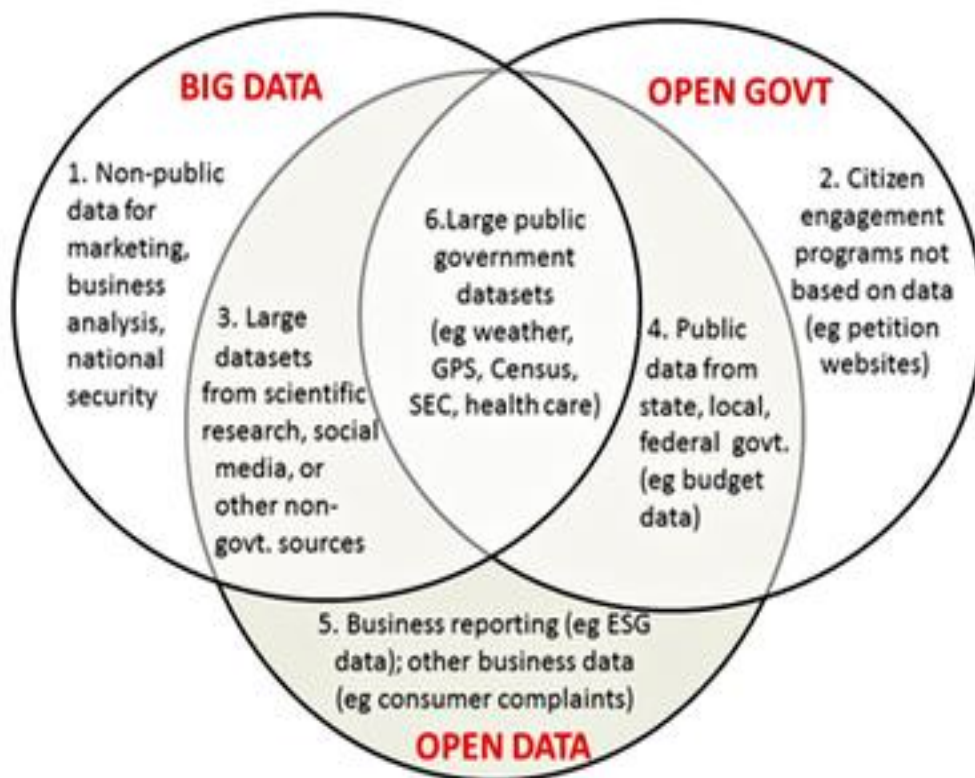 BIG DATA
OPEN GOVT
1. Non-public
data for
marketing,
business
analysis,
national
security
2. Citizen
engagement
programs not
based on data
(eg petition
websites)
3. Large
datasets
from scientific
research, social
media, or
other non-
govt. sources
6.Large public
government
datasets
(eg weather,
GPS, Census,
SEC, health care)
4. Public
data from
state, local,
federal govt.
(eg budget
data)
5. Business reporting (eg ESG
data); other business data
(eg consumer complaints)
OPEN DATA